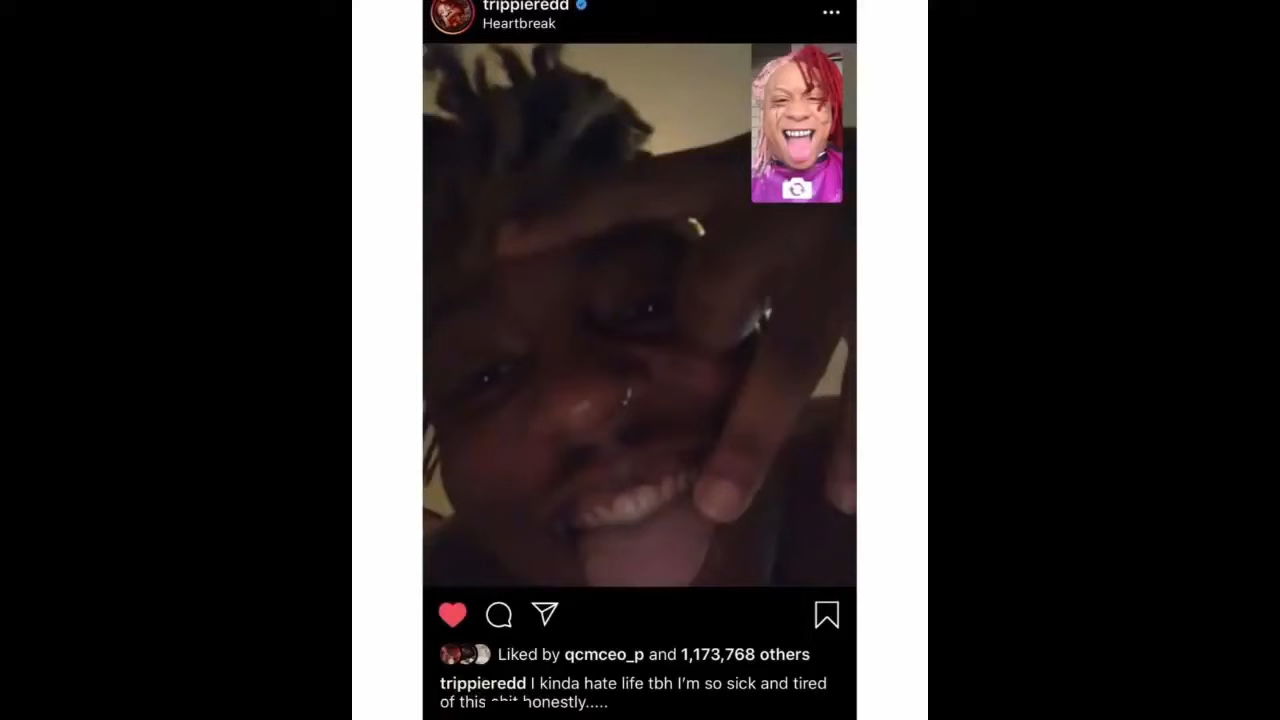 trippieredd
Heartbreak
Liked by qcmceo_p and 1,173,768 others
trippieredd I kinda hate life tbh I'm so sick and tired
of this honestly.....